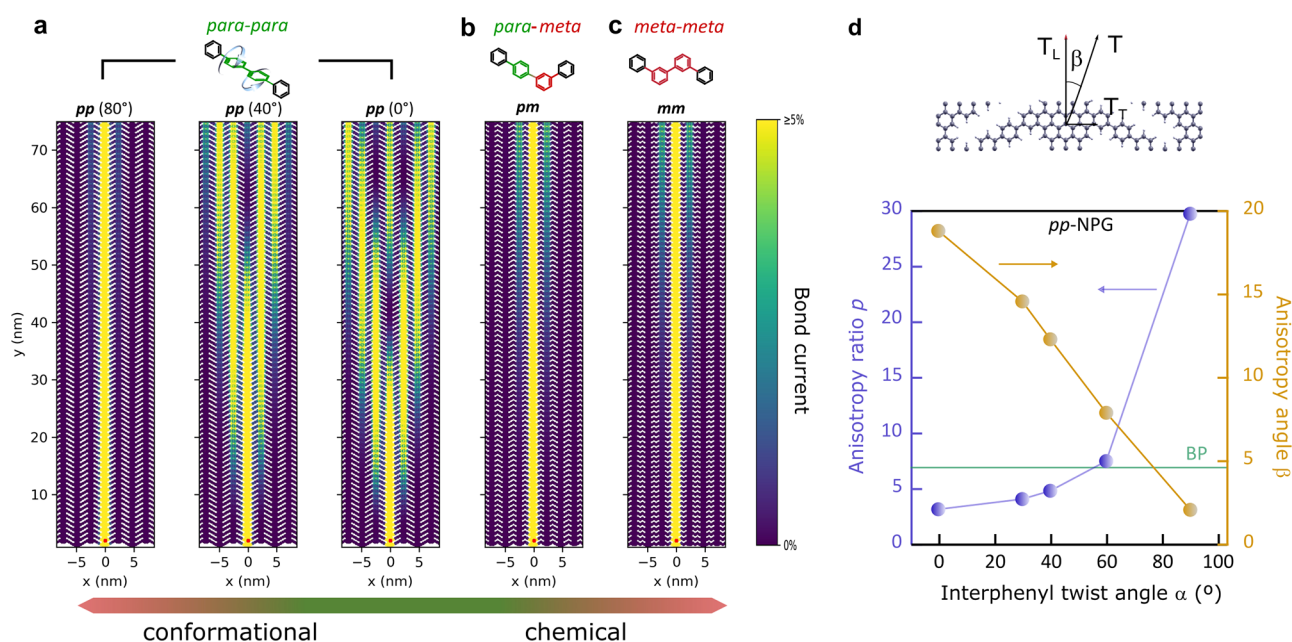 a
para-para
pp (80°)
pp (40°)
pp (0°)
b
para-meta
pm
c
meta-meta
mm
y (nm)
70
60
50
40
30
20
10
−5 0 5
x (nm)
−5 0 5
x (nm)
−5 0 5
x (nm)
−5 0 5
x (nm)
−5 0 5
x (nm)
≥5%
0%
Bond current
conformational
chemical
d
T_L
β
T
T_T
pp-NPG
BP
Anisotropy ratio p
30
25
20
15
10
5
0
Anisotropy angle β
20
15
10
5
0
0 20 40 60 80 100
Interphenyl twist angle α (º)